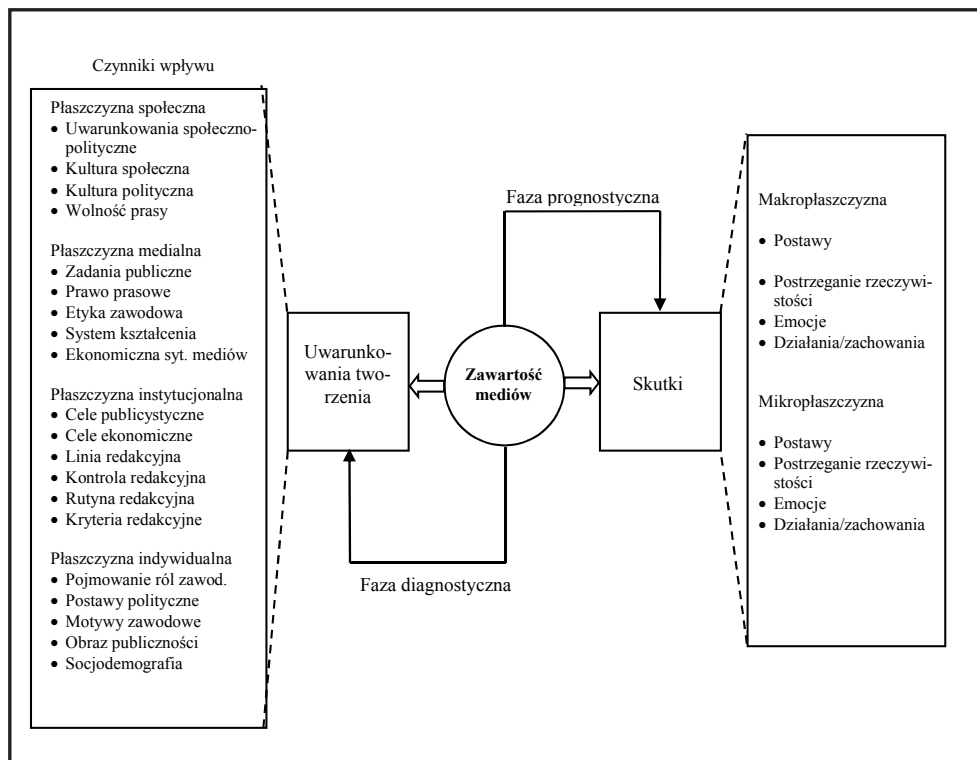 Czynniki wpływu
Płaszczyzna społeczna
• Uwarunkowania społeczno-
polityczne
• Kultura społeczna
• Kultura polityczna
• Wolność prasy
Płaszczyzna medialna
• Zadania publiczne
• Prawo prasowe
• Etyka zawodowa
• System kształcenia
• Ekonomiczna syt. mediów
Płaszczyzna instytucjonalna
• Cele publicystyczne
• Cele ekonomiczne
• Linia redakcyjna
• Kontrola redakcyjna
• Rutyna redakcyjna
• Kryteria redakcyjne
Płaszczyzna indywidualna
• Pojmowanie ról zawod.
• Postawy polityczne
• Motywy zawodowe
• Obraz publiczności
• Socjodemografia
Uwarunko-
wania two-
rzenia
Faza prognostyczna
Zawartość
mediów
Faza diagnostyczna
Skutki
Makropłaszczyzna
• Postawy
• Postrzeganie rzeczywi-
stości
• Emocje
• Działania/zachowania
Mikropłaszczyzna
• Postawy
• Postrzeganie rzeczywi-
stości
• Emocje
• Działania/zachowania